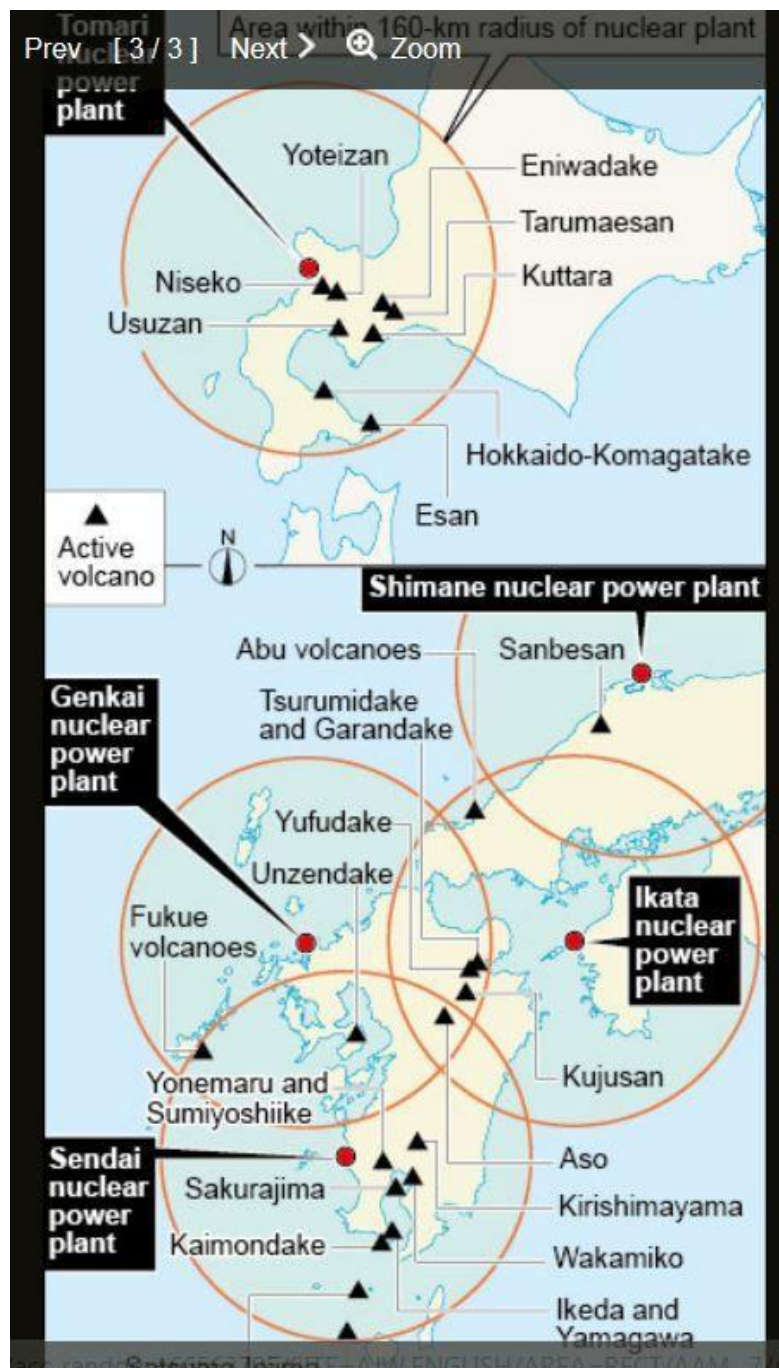 Prev [ 3 / 3 ] Next Zoom
Area within 160-km radius of nuclear plant
Tomari
nuclear
power
plant
Yoteizan
Eniwadake
Tarumaesan
Kuttara
Niseko
Usuzan
Hokkaido-Komagatake
Esan
Active
volcano
N
Shimane nuclear power plant
Abu volcanoes
Sanbesan
Genkai
nuclear
power
plant
Tsurumidake
and Garandake
Yufudake
Unzendake
Fukue
volcanoes
Ikata
nuclear
power
plant
Kujusan
Yonemaru and
Sumiyoshiike
Sendai
nuclear
power
plant
Aso
Sakurajima
Kirishimayama
Kaimondake
Wakamiko
Ikeda and
Yamagawa